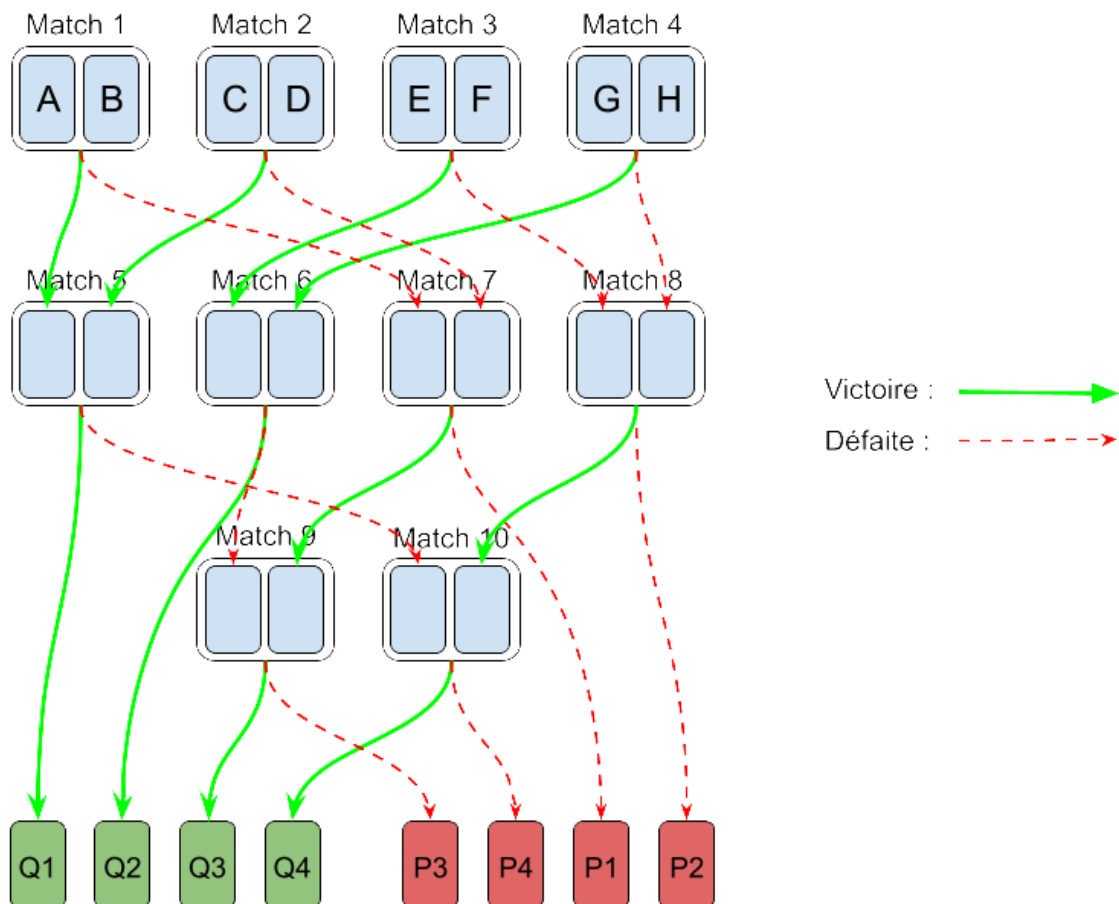 Match 1 Match 2 Match 3 Match 4
A B C D E F G H
Match 5 Match 6 Match 7 Match 8
Victoire :
Défaite :
Match 9 Match 10
Q1 Q2 Q3 Q4 P3 P4 P1 P2